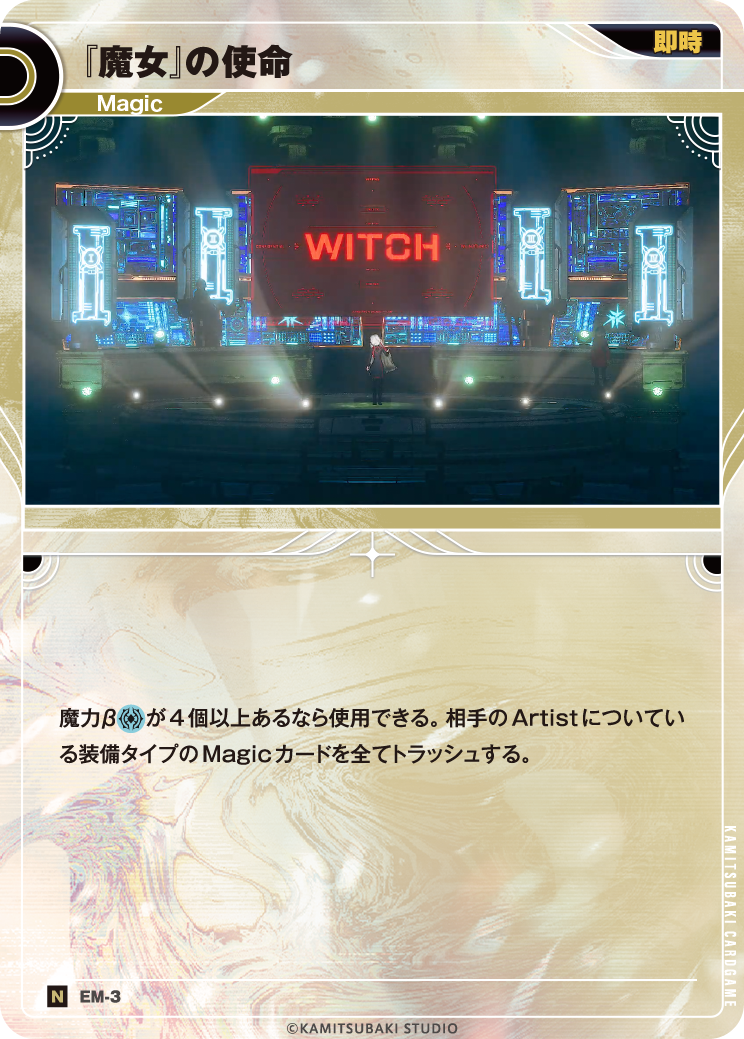 『魔女』の使命
即時
Magic
WITCH
I
II
魔力βが4個以上あるなら使用できる。相手のArtistについてい
る装備タイプのMagicカードを全てトラッシュする。
KAMITSUBAKI CARDGAME
N EM-3
©KAMITSUBAKI STUDIO